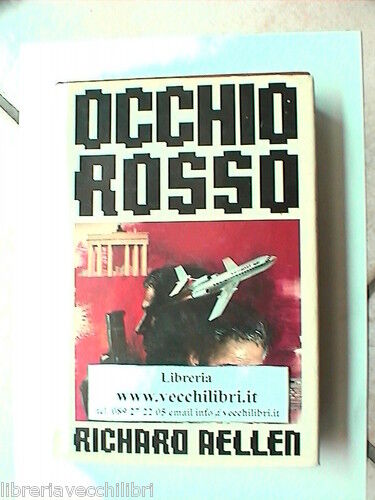 OCCHIO
ROSSO
Libreria
www.vecchilibri.it
tel. 089 27 22 05 email info@vecchilibri.it
RICHARD AELLEN
libreriavecchilibri